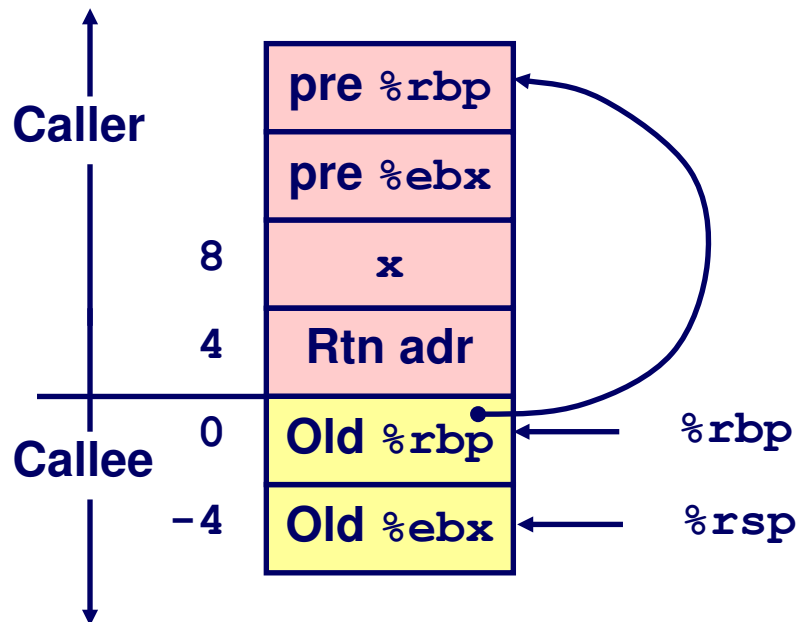 pre %rbp
Caller
pre %ebx
8 x
4 Rtn adr
0 Old %rbp %rbp
Callee
-4 Old %ebx %rsp